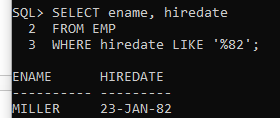 SQL> SELECT ename, hiredate
  2  FROM EMP
  3  WHERE hiredate LIKE '%82';
ENAME      HIREDATE
---------- ---------
MILLER     23-JAN-82